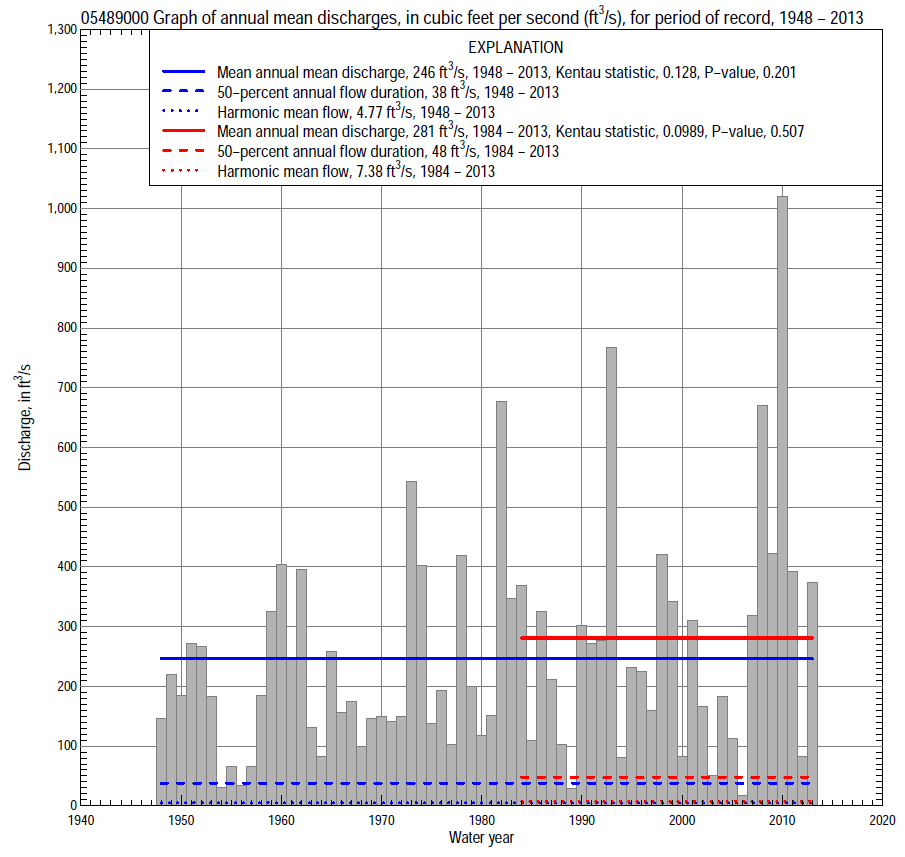 05489000 Graph of annual mean discharges, in cubic feet per second (ft³/s), for period of record, 1948 – 2013
EXPLANATION
Mean annual mean discharge, 246 ft³/s, 1948 – 2013, Kentau statistic, 0.128, P–value, 0.201
50–percent annual flow duration, 38 ft³/s, 1948 – 2013
Harmonic mean flow, 4.77 ft³/s, 1948 – 2013
Mean annual mean discharge, 281 ft³/s, 1984 – 2013, Kentau statistic, 0.0989, P–value, 0.507
50–percent annual flow duration, 48 ft³/s, 1984 – 2013
Harmonic mean flow, 7.38 ft³/s, 1984 – 2013
1,300
1,200
1,100
1,000
900
800
700
600
500
400
300
200
100
0
Discharge, in ft³/s
1940 1950 1960 1970 1980 1990 2000 2010 2020
Water year